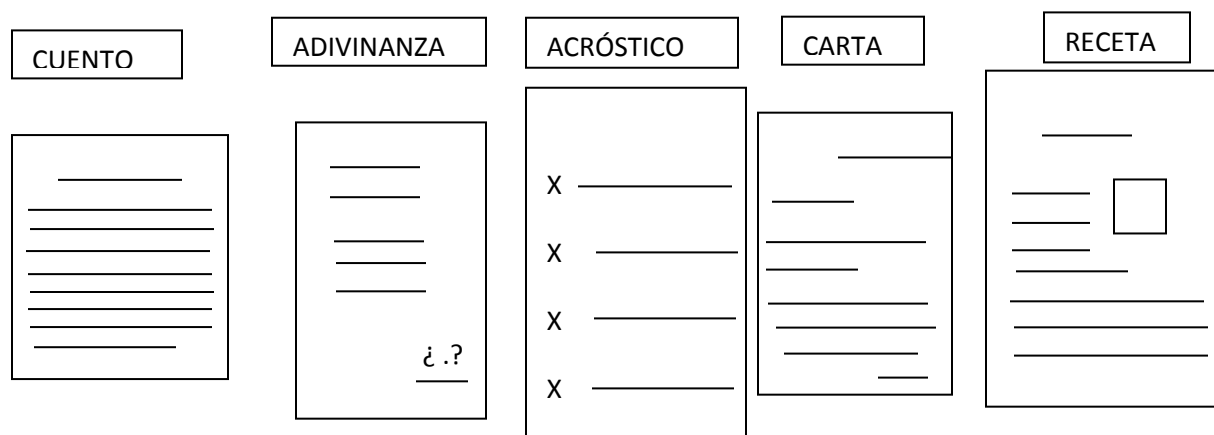 CUENTO
ADIVINANZA
ACRÓSTICO
CARTA
RECETA
¿ .?
X
X
X
X